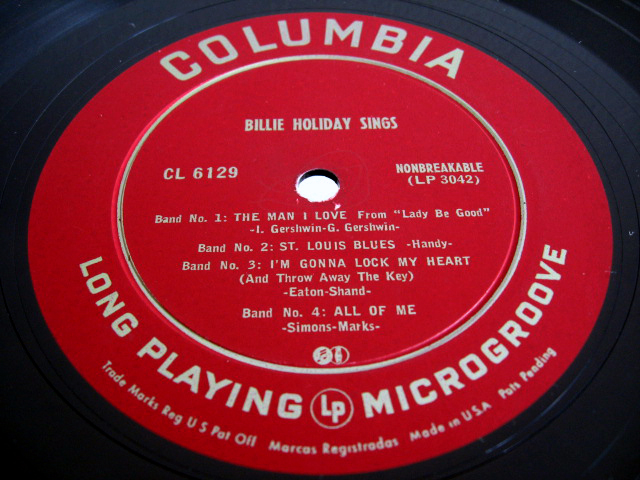 COLUMBIA
BILLIE HOLIDAY SINGS
CL 6129
NONBREAKABLE
(LP 3042)
Band No. 1: THE MAN I LOVE From "Lady Be Good"
-I. Gershwin-G. Gershwin-
Band No. 2: ST. LOUIS BLUES -Handy-
Band No. 3: I'M GONNA LOCK MY HEART
(And Throw Away The Key)
-Eaton-Shand-
Band No. 4: ALL OF ME
-Simons-Marks-
LONG PLAYING Lp MICROGROOVE
Trade Marks Reg U S Pat Off Marcas Registradas Made in U.S.A Pats Pending